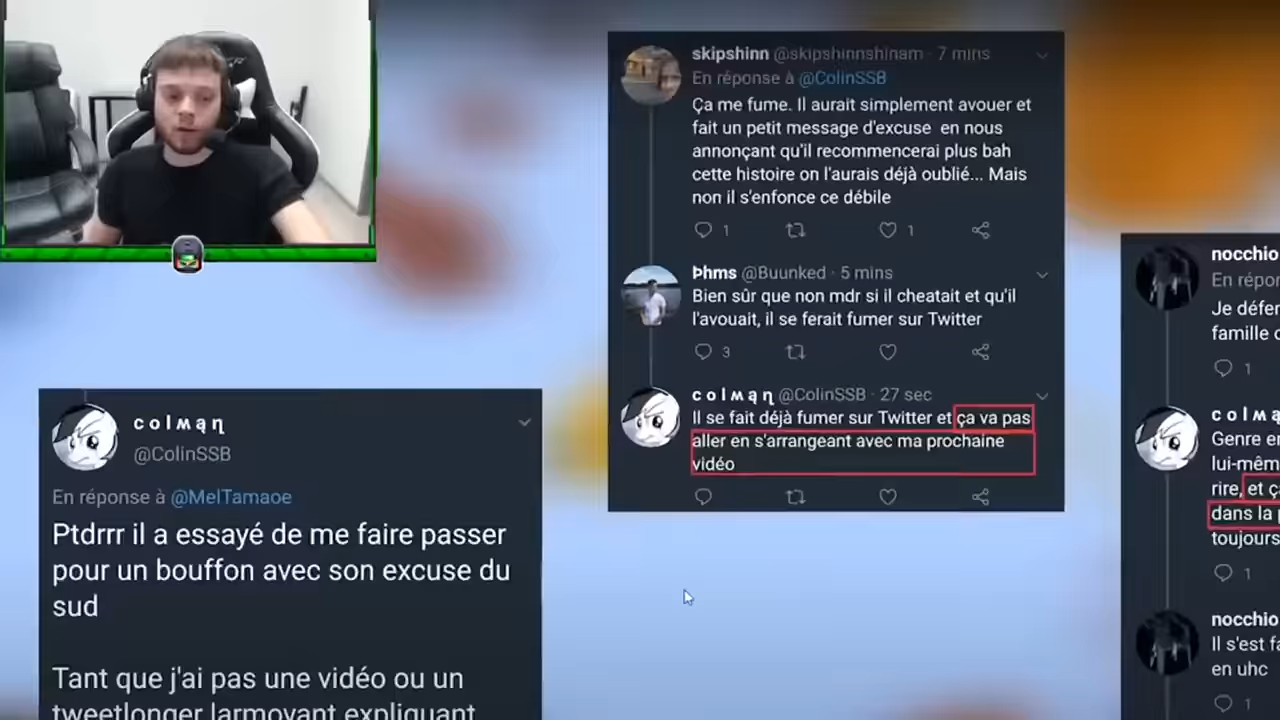 skipshinn @skipshinnshinam · 7 mins
En réponse à @ColinSSB
Ça me fume. Il aurait simplement avouer et
fait un petit message d'excuse en nous
annonçant qu'il recommencerai plus bah
cette histoire on l'aurais déjà oublié... Mais
non il s'enfonce ce débile
1
1
Þhms @Buunked · 5 mins
Bien sûr que non mdr si il cheatait et qu'il
l'avouait, il se ferait fumer sur Twitter
3
c o l ʍ ą ɳ @ColinSSB · 27 sec
Il se fait déjà fumer sur Twitter et ça va pas
aller en s'arrangeant avec ma prochaine
vidéo
c o l ʍ ą ɳ
@ColinSSB
En réponse à @MelTamaoe
Ptdrrr il a essayé de me faire passer
pour un bouffon avec son excuse du
sud
Tant que j'ai pas une vidéo ou un
tweetlonger larmoyant expliquant
nocchio
En répon
Je défer
famille
1
c o l ʍ
Genre e
lui-mêm
rire, et ç
dans la
toujours
1
nocchio
Il s'est fa
en uhc
1